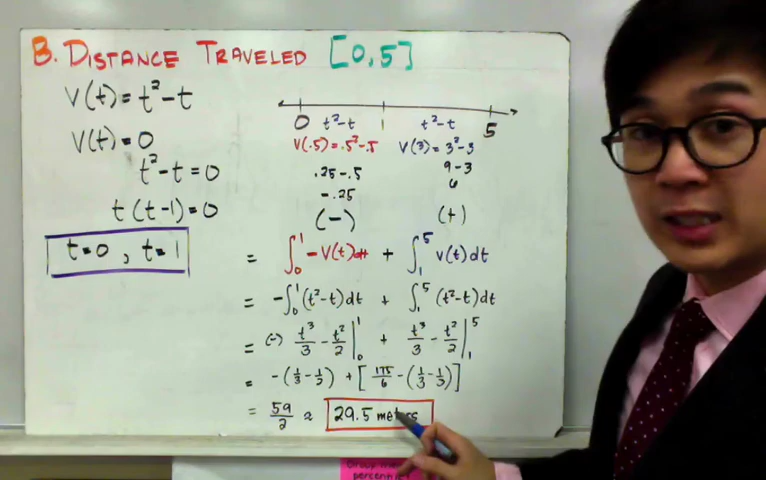 B. DISTANCE TRAVELED [0,5]
V(t) = t² - t
V(t) = 0
t² - t = 0
t (t-1) = 0
t = 0 , t = 1
0 t² - t 1 t² - t 5
V(.5) = .5² - .5 V(3) = 3² - 3
.25 - .5 9 - 3
- .25 6
(-) (+)
= ∫₀¹ - V(t) dt + ∫₁⁵ V(t) dt
= -∫₀¹ (t² - t) dt + ∫₁⁵ (t² - t) dt
= (-) t³/3 - t²/2 |₀¹ + t³/3 - t²/2 |₁⁵
= - (1/3 - 1/2) + [ 175/6 - (1/3 - 1/2) ]
= 59/2 ≈ 29.5 meters